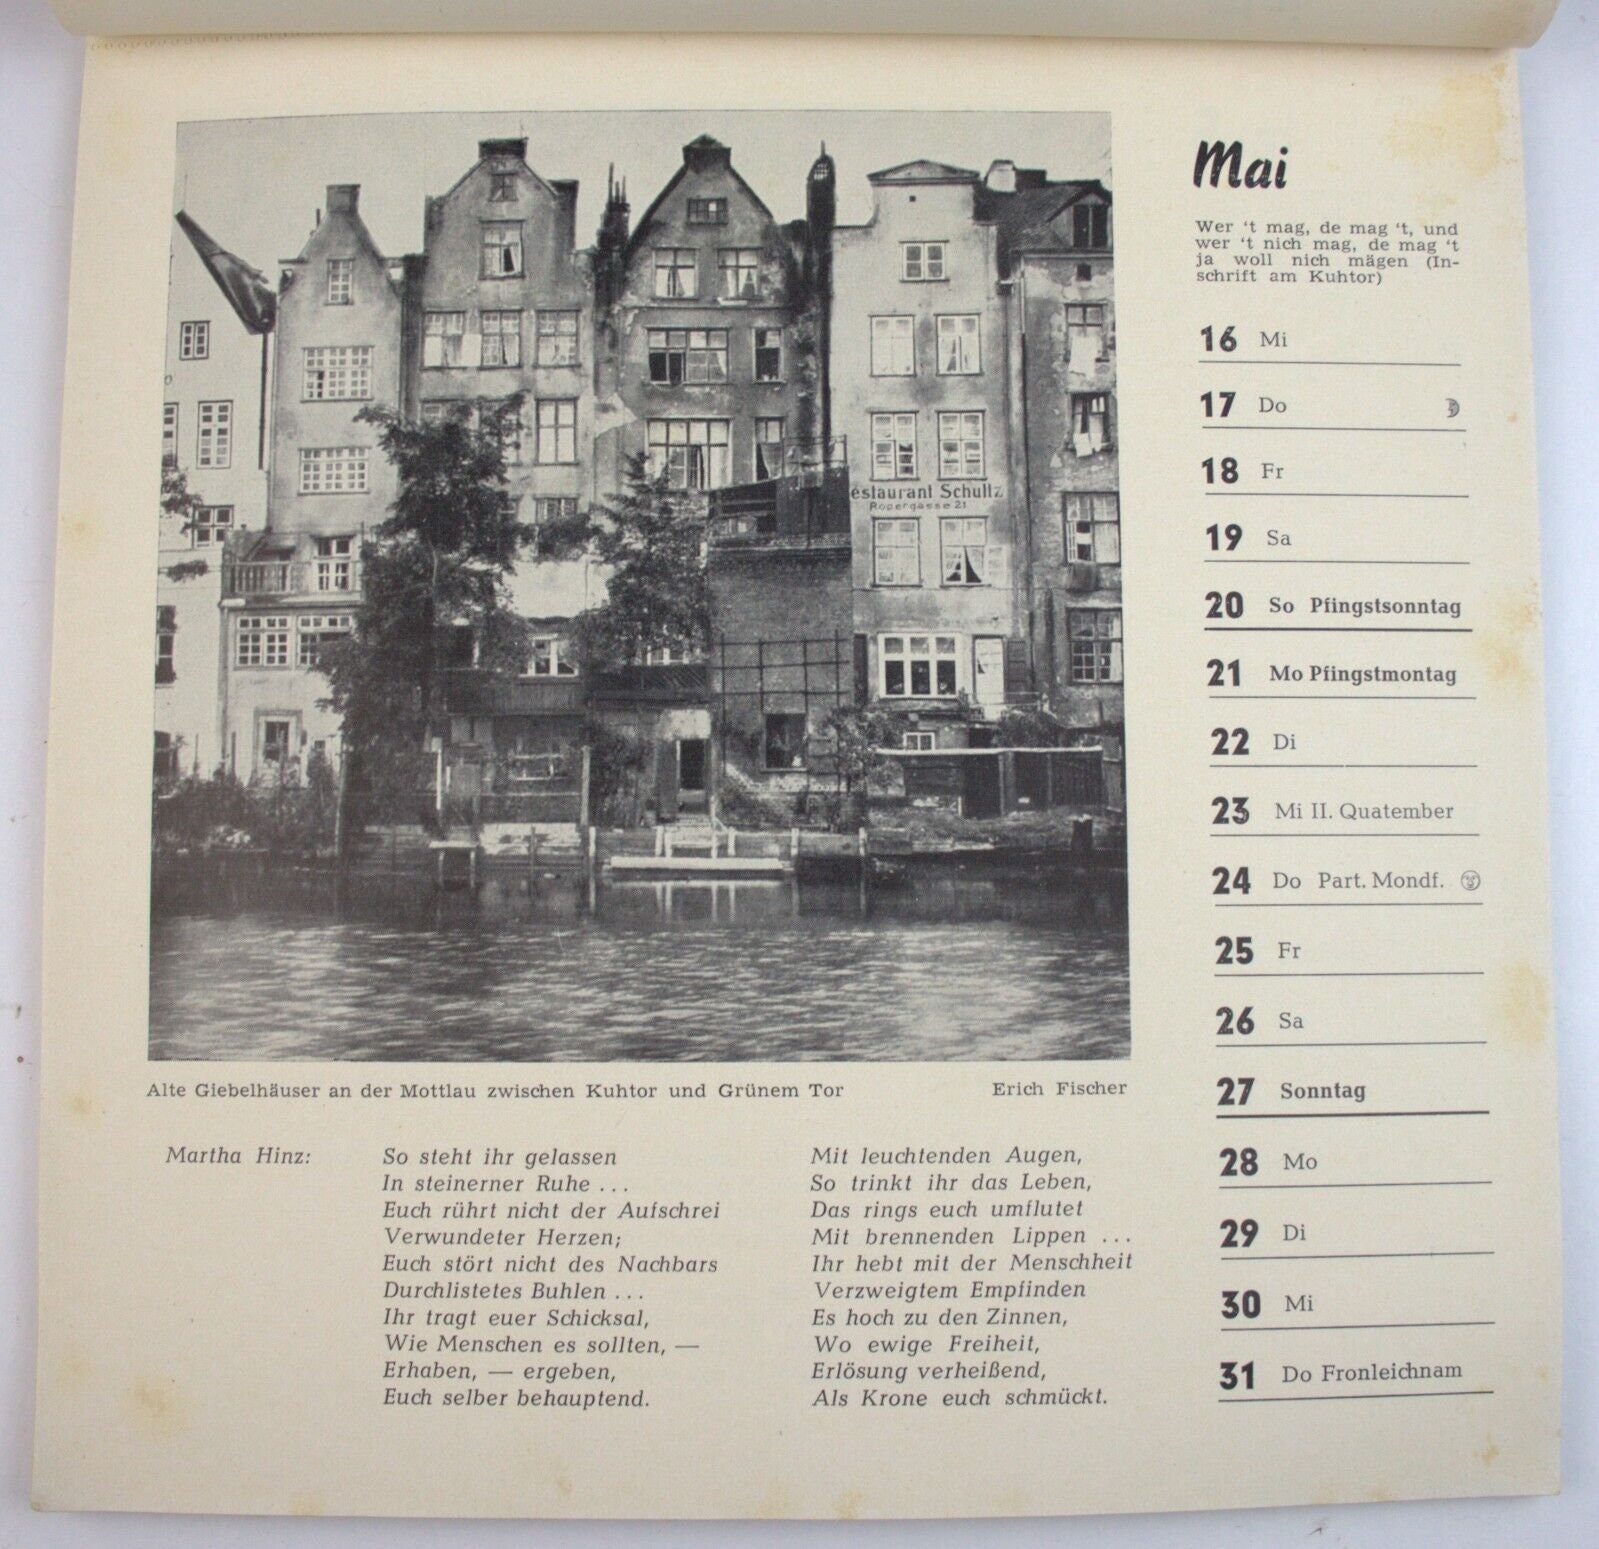 Mai
Wer ‘t mag, de mag ‘t, und
wer ‘t nich mag, de mag ‘t
ja woll nich mägen (In-
schrift am Kuhtor)
16 Mi
17 Do
18 Fr
19 Sa
20 So Pfingstsonntag
21 Mo Pfingstmontag
22 Di
23 Mi II. Quatember
24 Do Part. Mondf.
25 Fr
26 Sa
27 Sonntag
28 Mo
29 Di
30 Mi
31 Do Fronleichnam
estaurant Schultz
Röpergasse 21
Alte Giebelhäuser an der Mottlau zwischen Kuhtor und Grünem Tor Erich Fischer
Martha Hinz:
So steht ihr gelassen
In steinerner Ruhe ...
Euch rührt nicht der Aufschrei
Verwundeter Herzen;
Euch stört nicht des Nachbars
Durchlistetes Buhlen ...
Ihr tragt euer Schicksal,
Wie Menschen es sollten, —
Erhaben, — ergeben,
Euch selber behauptend.
Mit leuchtenden Augen,
So trinkt ihr das Leben,
Das rings euch umflutet
Mit brennenden Lippen ...
Ihr hebt mit der Menschheit
Verzweigtem Empfinden
Es hoch zu den Zinnen,
Wo ewige Freiheit,
Erlösung verheißend,
Als Krone euch schmückt.